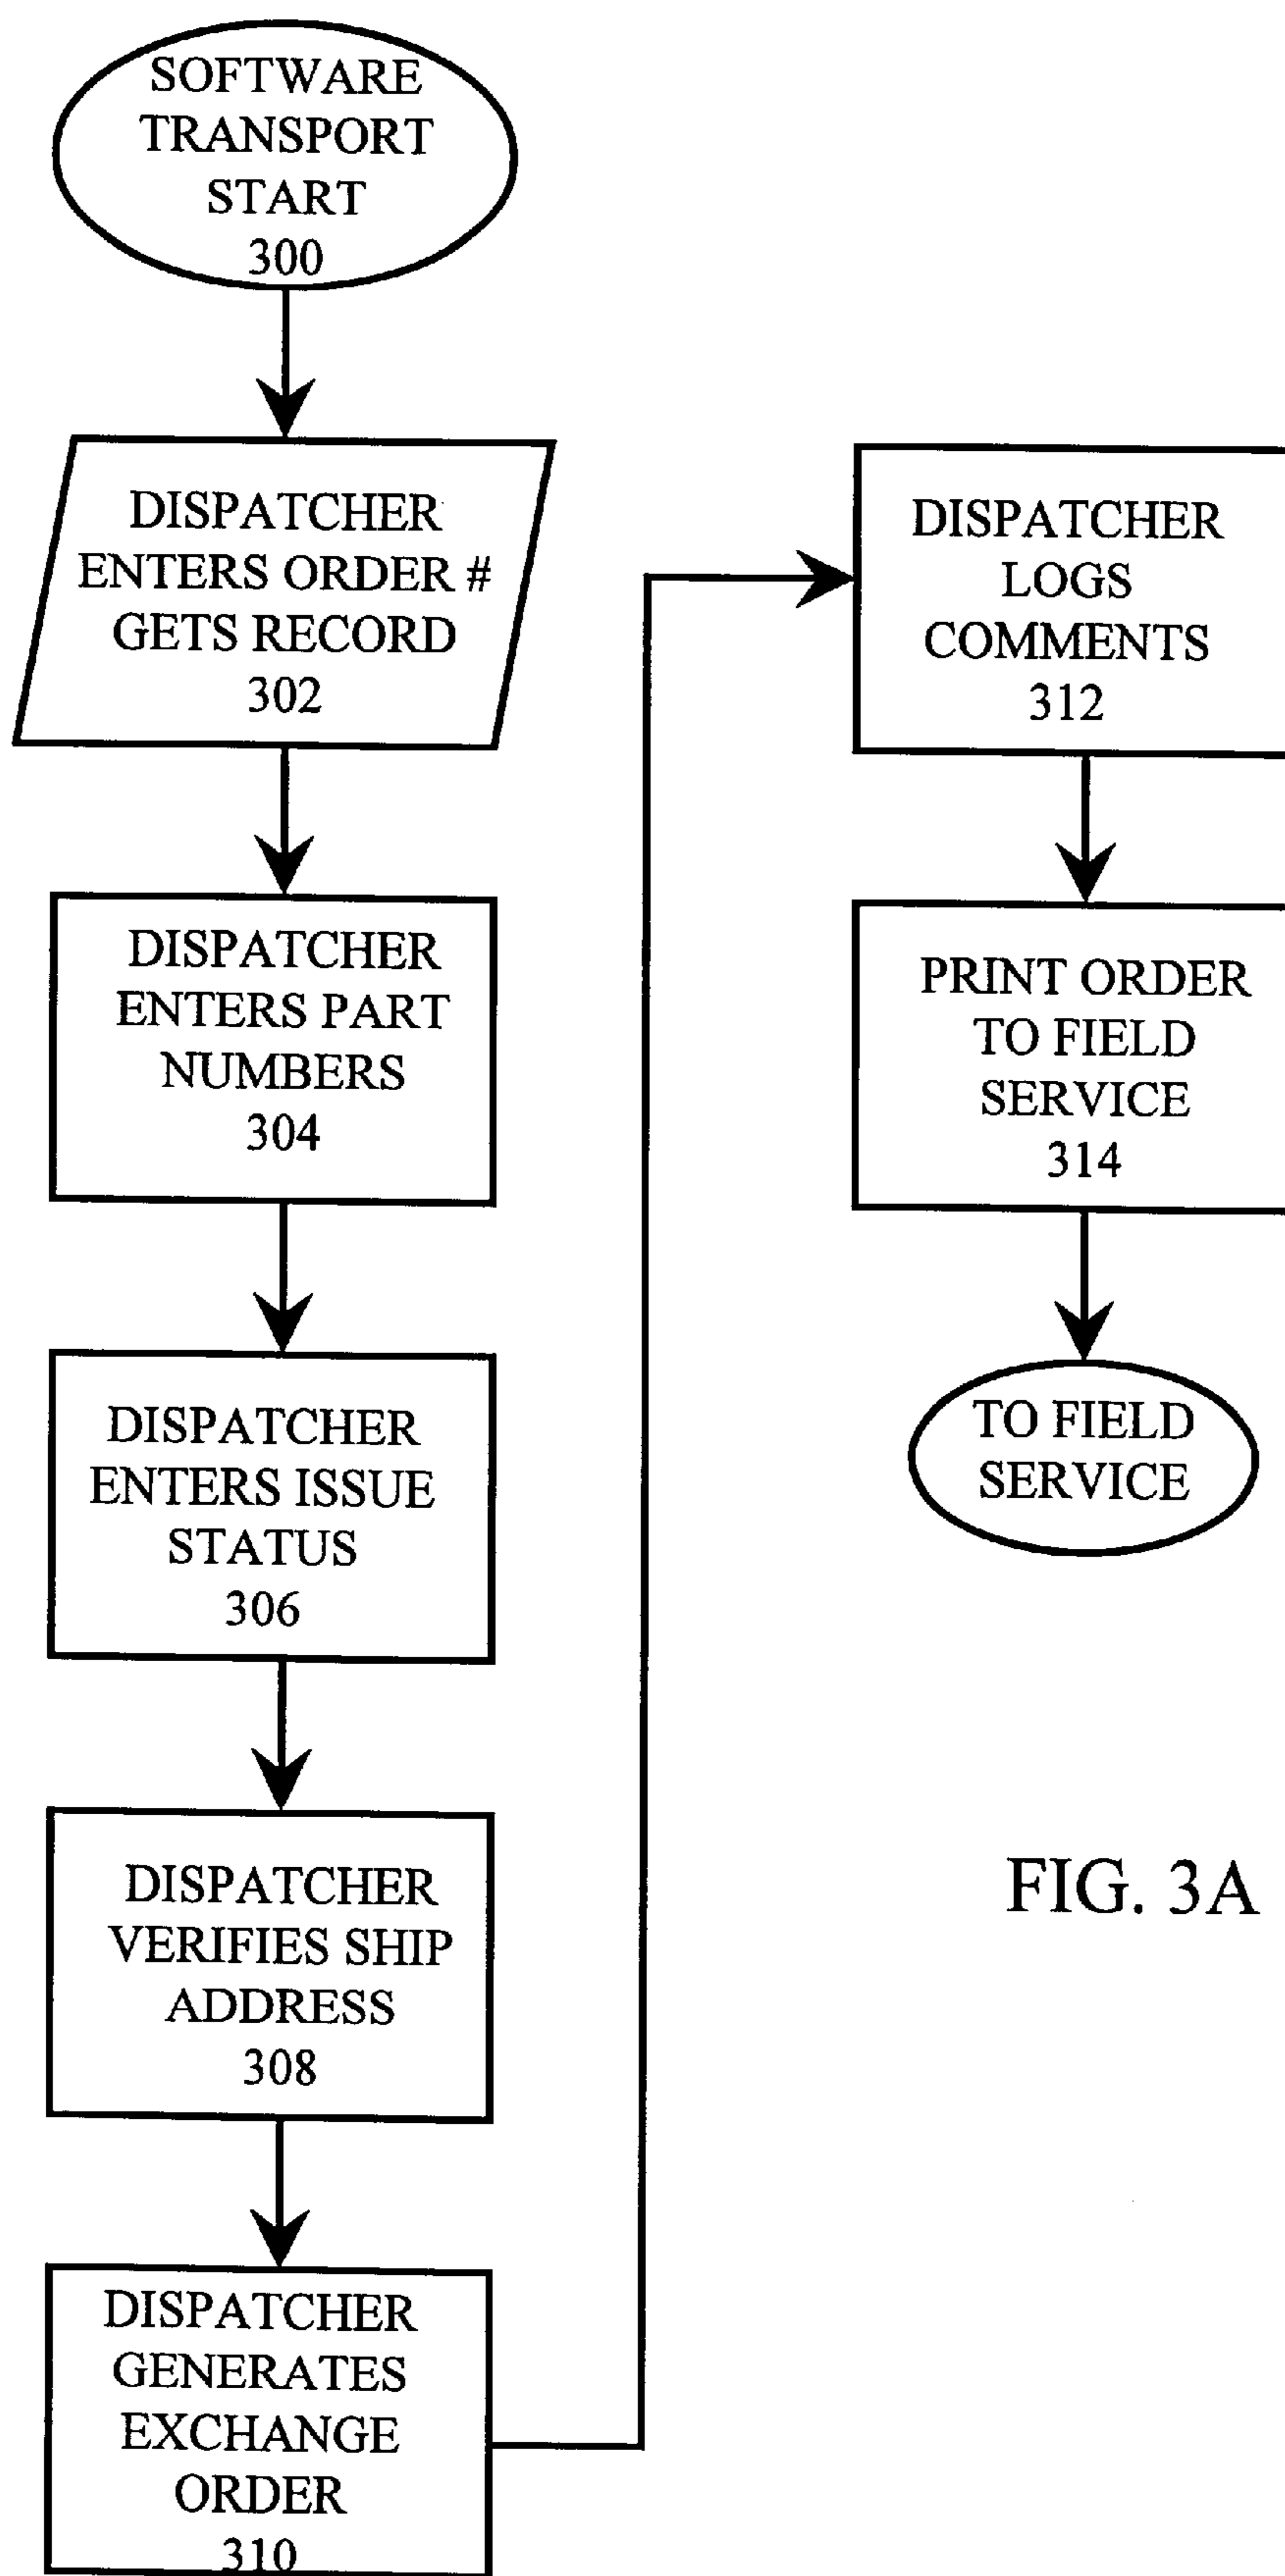 SOFTWARE
TRANSPORT
START
300
DISPATCHER
ENTERS ORDER #
GETS RECORD
302
DISPATCHER
ENTERS PART
NUMBERS
304
DISPATCHER
ENTERS ISSUE
STATUS
306
DISPATCHER
VERIFIES SHIP
ADDRESS
308
DISPATCHER
GENERATES
EXCHANGE
ORDER
310
DISPATCHER
LOGS
COMMENTS
312
PRINT ORDER
TO FIELD
SERVICE
314
TO FIELD
SERVICE
FIG. 3A